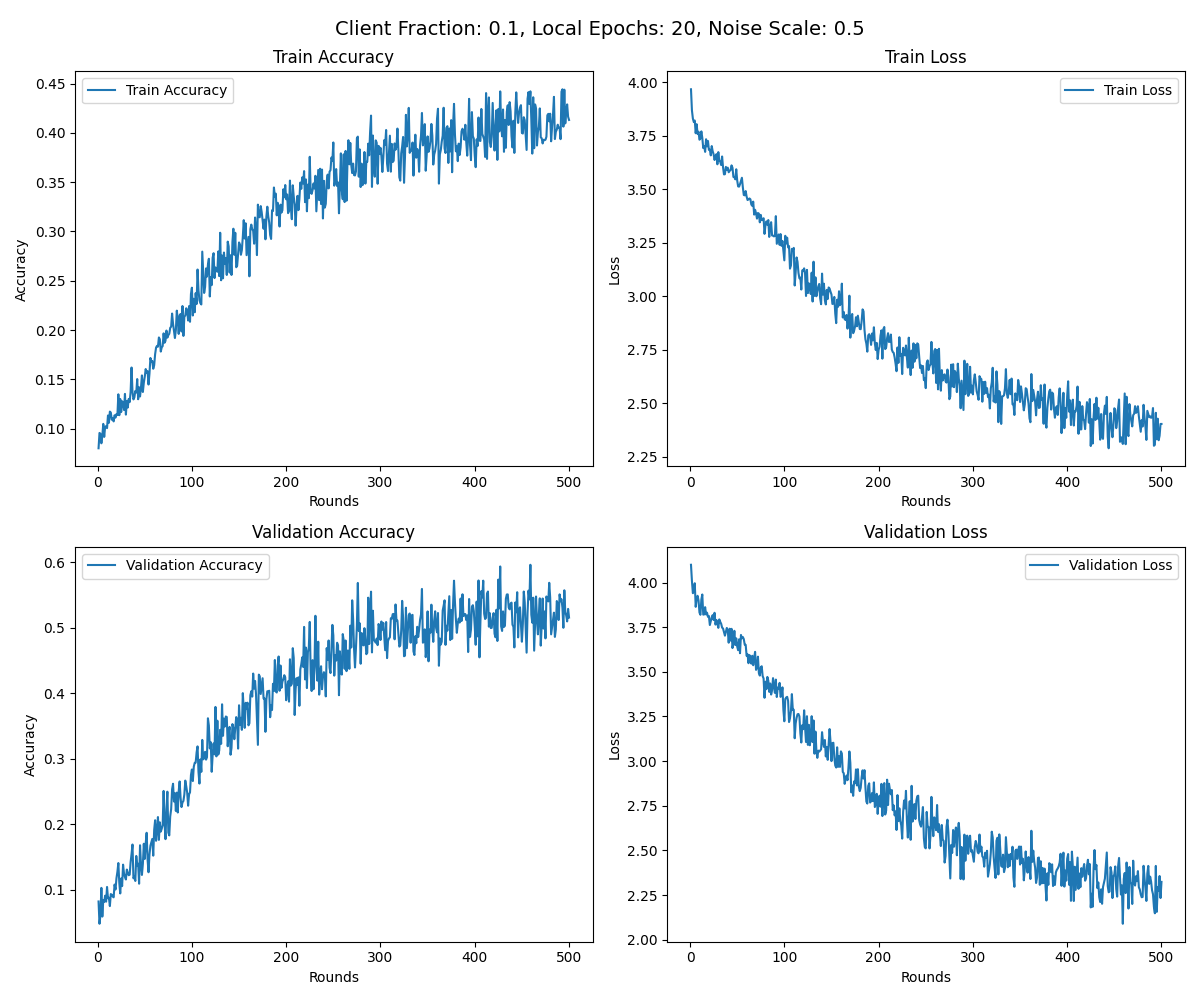 Client Fraction: 0.1, Local Epochs: 20, Noise Scale: 0.5
Train Accuracy
Train Accuracy
0.45
0.40
0.35
0.30
0.25
0.20
0.15
0.10
Accuracy
0 100 200 300 400 500
Rounds
Train Loss
Train Loss
4.00
3.75
3.50
3.25
3.00
2.75
2.50
2.25
Loss
0 100 200 300 400 500
Rounds
Validation Accuracy
Validation Accuracy
0.6
0.5
0.4
0.3
0.2
0.1
Accuracy
0 100 200 300 400 500
Rounds
Validation Loss
Validation Loss
4.00
3.75
3.50
3.25
3.00
2.75
2.50
2.25
2.00
Loss
0 100 200 300 400 500
Rounds